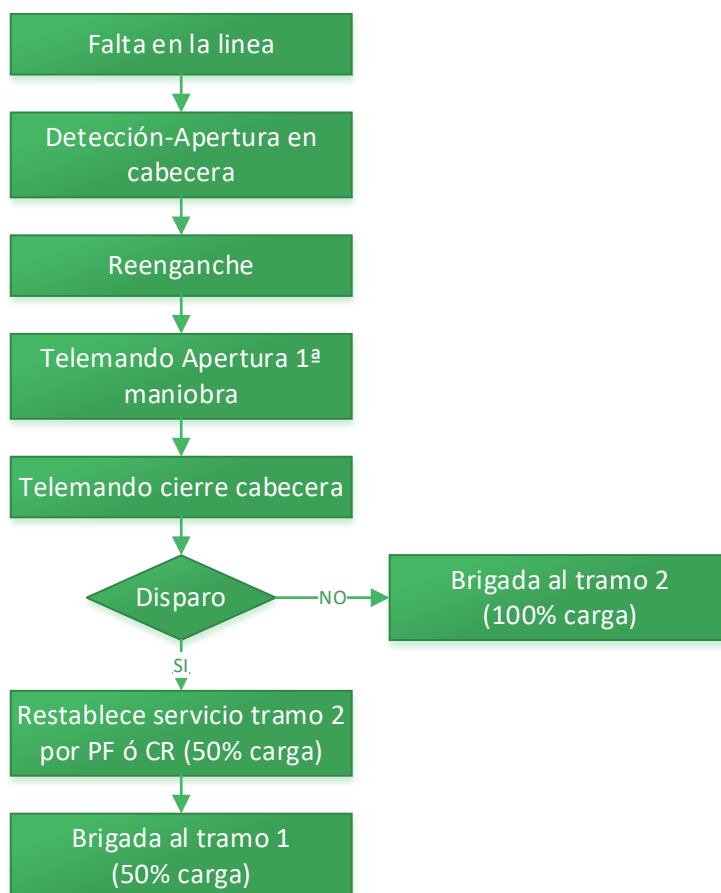 Falta en la linea
Detección-Apertura en
cabecera
Reenganche
Telemando Apertura 1ª
maniobra
Telemando cierre cabecera
Disparo
NO
Brigada al tramo 2
(100% carga)
SI
Restablece servicio tramo 2
por PF ó CR (50% carga)
Brigada al tramo 1
(50% carga)